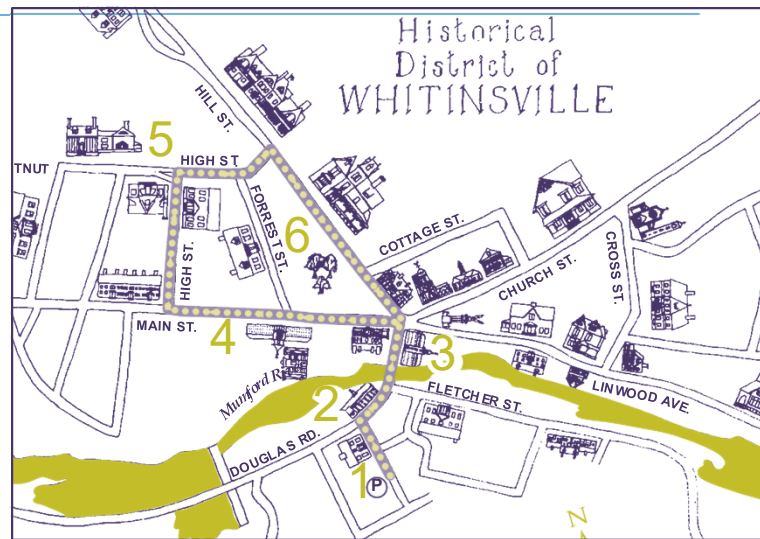 Historical
District of
WHITINSVILLE
HILL ST.
5
HIGH ST.
TNUT
FORREST ST.
6
COTTAGE ST.
CHURCH ST.
CROSS ST.
HIGH ST.
MAIN ST.
4
3
LINWOOD AVE.
2
FLETCHER ST.
DOUGLAS RD.
1
P
N